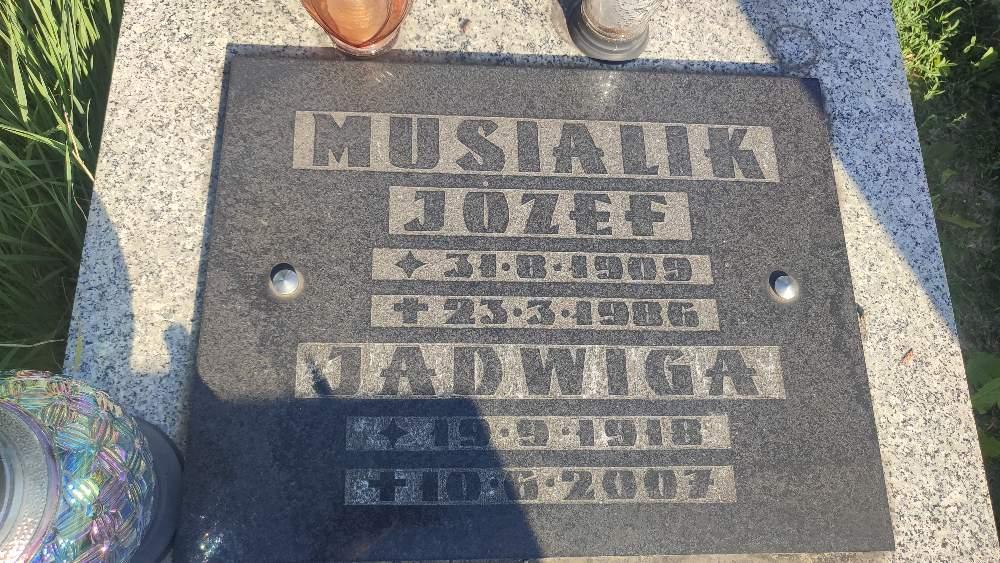 MUSIALIK
JÓZEF
✦ 31·8·1909
✝ 23·3·1986
JADWIGA
✦ 19·9·1918
✝ 10·6·2007